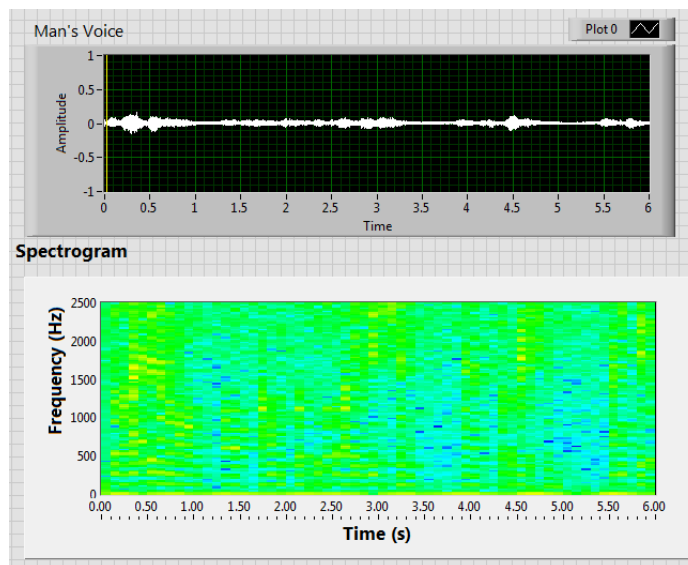 Man's Voice
Plot 0
Amplitude
1
0.5
0
-0.5
-1
0 0.5 1 1.5 2 2.5 3 3.5 4 4.5 5 5.5 6
Time
Spectrogram
Frequency (Hz)
2500
2000
1500
1000
500
0
0.00 0.50 1.00 1.50 2.00 2.50 3.00 3.50 4.00 4.50 5.00 5.50 6.00
Time (s)